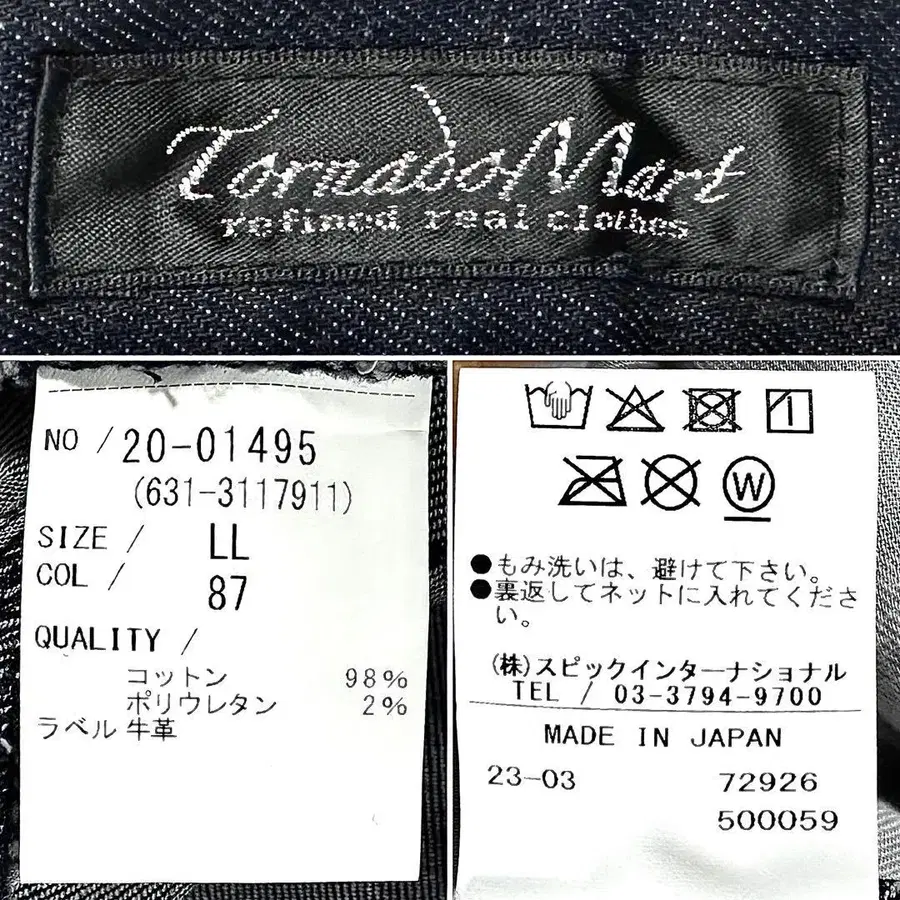 Tornado Mart
refined real clothes
NO / 20-01495
(631-3117911)
SIZE / LL
COL / 87
QUALITY /
コットン 98%
ポリウレタン 2%
ラベル 牛革
W
●もみ洗いは、避けて下さい。
●裏返してネットに入れてくださ
い。
(株)スピックインターナショナル
TEL / 03-3794-9700
MADE IN JAPAN
23-03 72926
500059